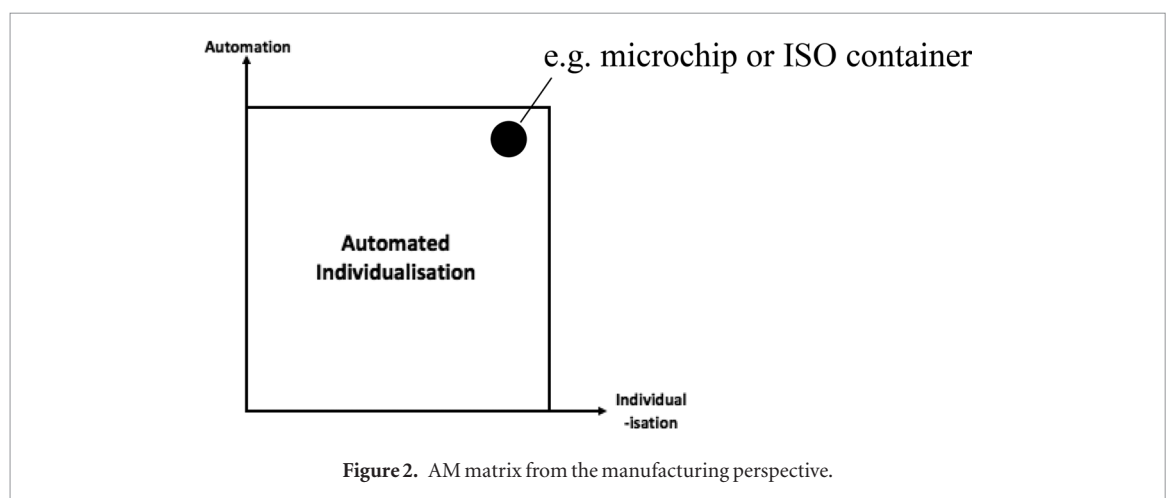 Automation
e.g. microchip or ISO container
Automated
Individualisation
Individual
-isation
Figure 2. AM matrix from the manufacturing perspective.